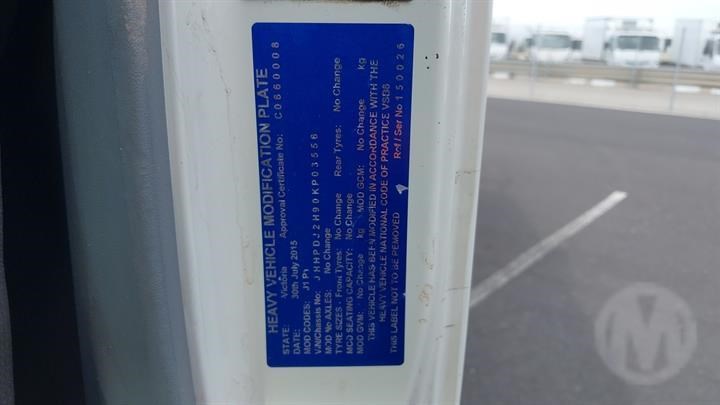 HEAVY VEHICLE MODIFICATION PLATE
STATE: Victoria Approval Certificate No: C0660008
DATE: 30th July 2015
MOD CODES: J1P1
VIN/Chassis No: JHHPDJ2H90KP03556
MOD No AXLES: No Change
TYRE SIZES - Front Tyres: No Change Rear Tyres: No Change
MOD SEATING CAPACITY: No Change
MOD GVM: No Change kg MOD GCM: No Change kg
THIS VEHICLE HAS BEEN MODIFIED IN ACCORDANCE WITH THE
HEAVY VEHICLE NATIONAL CODE OF PRACTICE VSB6
THIS LABEL NOT TO BE REMOVED Ref / Ser No 150026
M